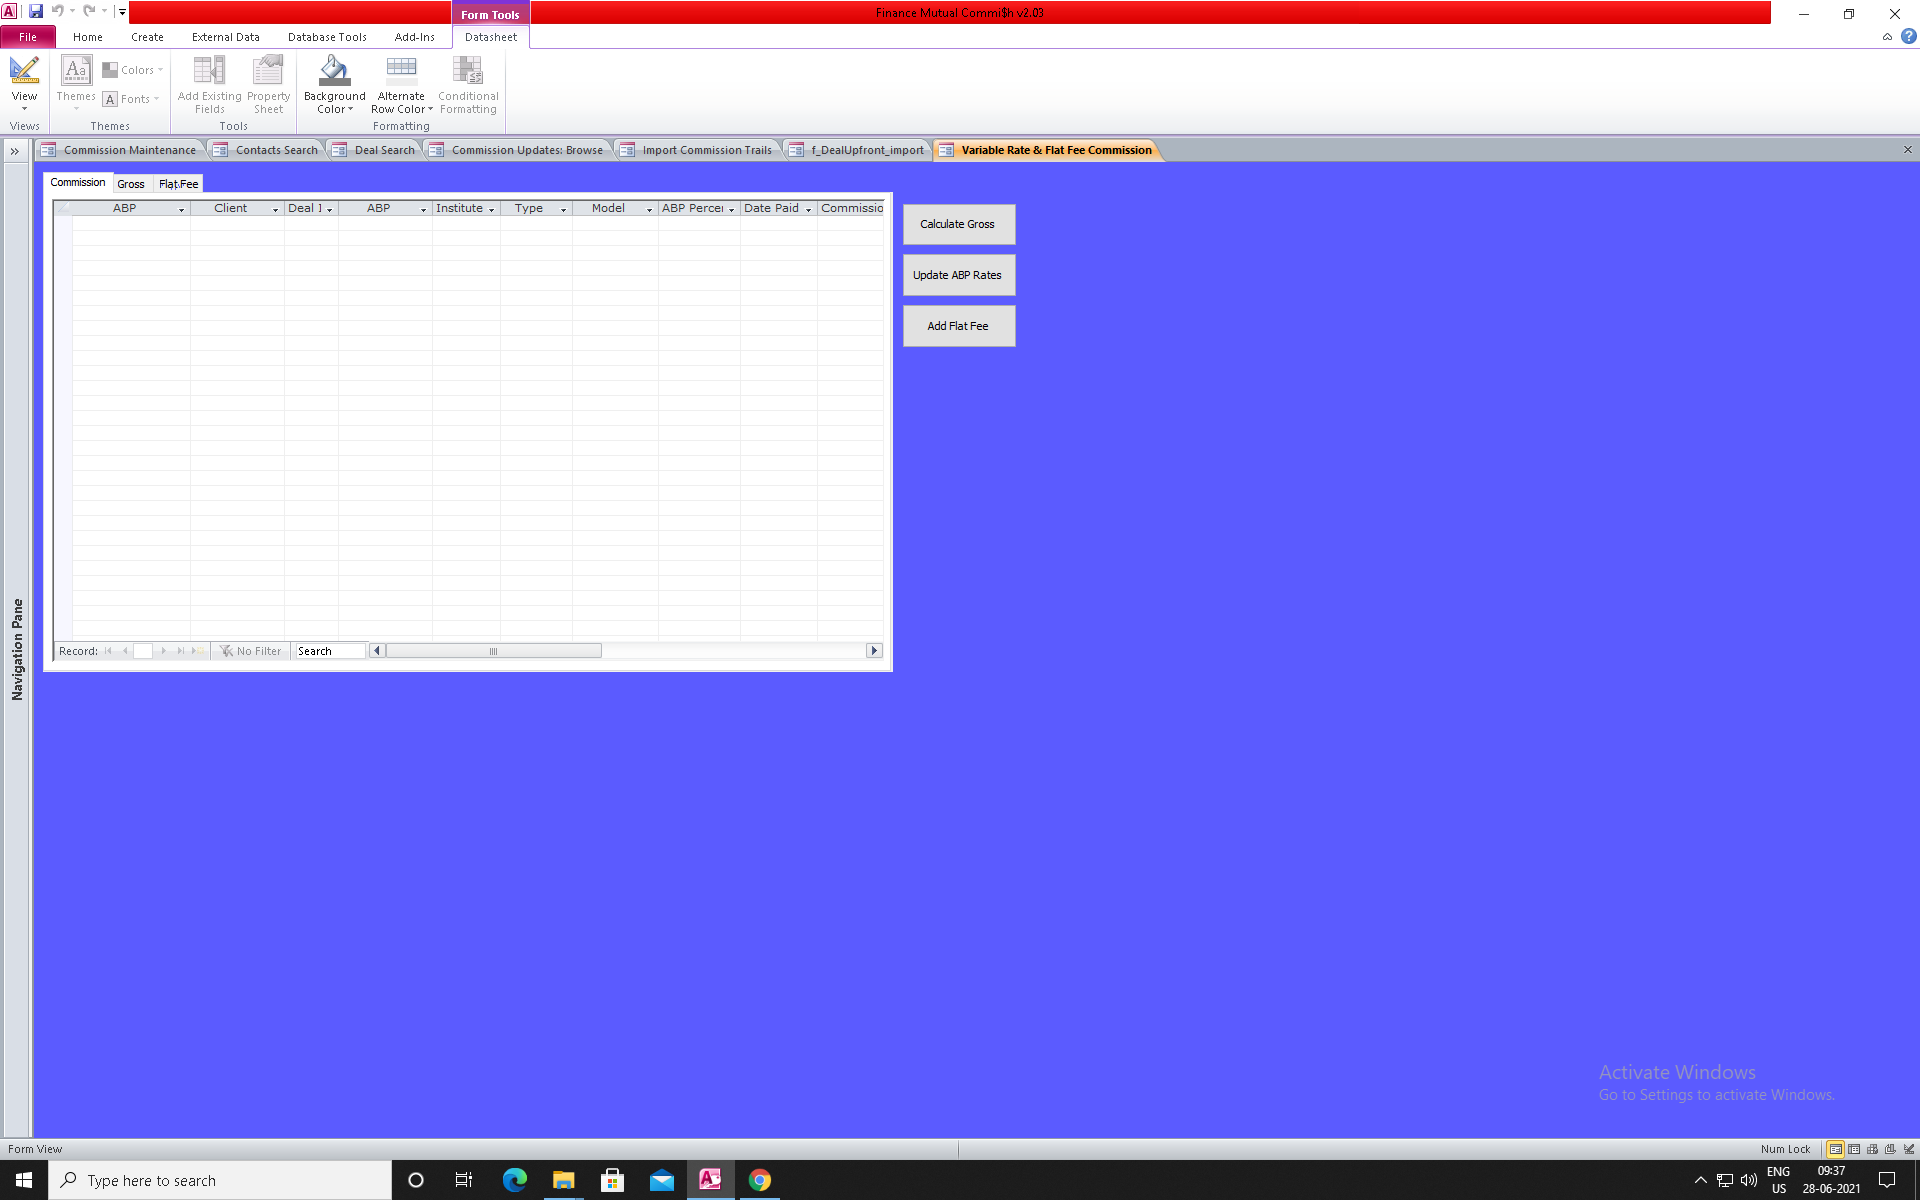 Form Tools
Finance Mutual Commi$h v2.03
File
Home
Create
External Data
Database Tools
Add-Ins
Datasheet
View
Themes
Colors
Fonts
Add Existing Fields
Property Sheet
Background Color
Alternate Row Color
Conditional Formatting
Views
Themes
Tools
Formatting
Commission Maintenance
Contacts Search
Deal Search
Commission Updates: Browse
Import Commission Trails
f_DealUpfront_import
Variable Rate & Flat Fee Commission
Commission
Gross
Flat Fee
ABP
Client
Deal I
ABP
Institute
Type
Model
ABP Percei
Date Paid
Commissio
Calculate Gross
Update ABP Rates
Add Flat Fee
Navigation Pane
Record:
No Filter
Search
Activate Windows
Go to Settings to activate Windows.
Form View
Num Lock
Type here to search
ENG
US
09:37
28-06-2021